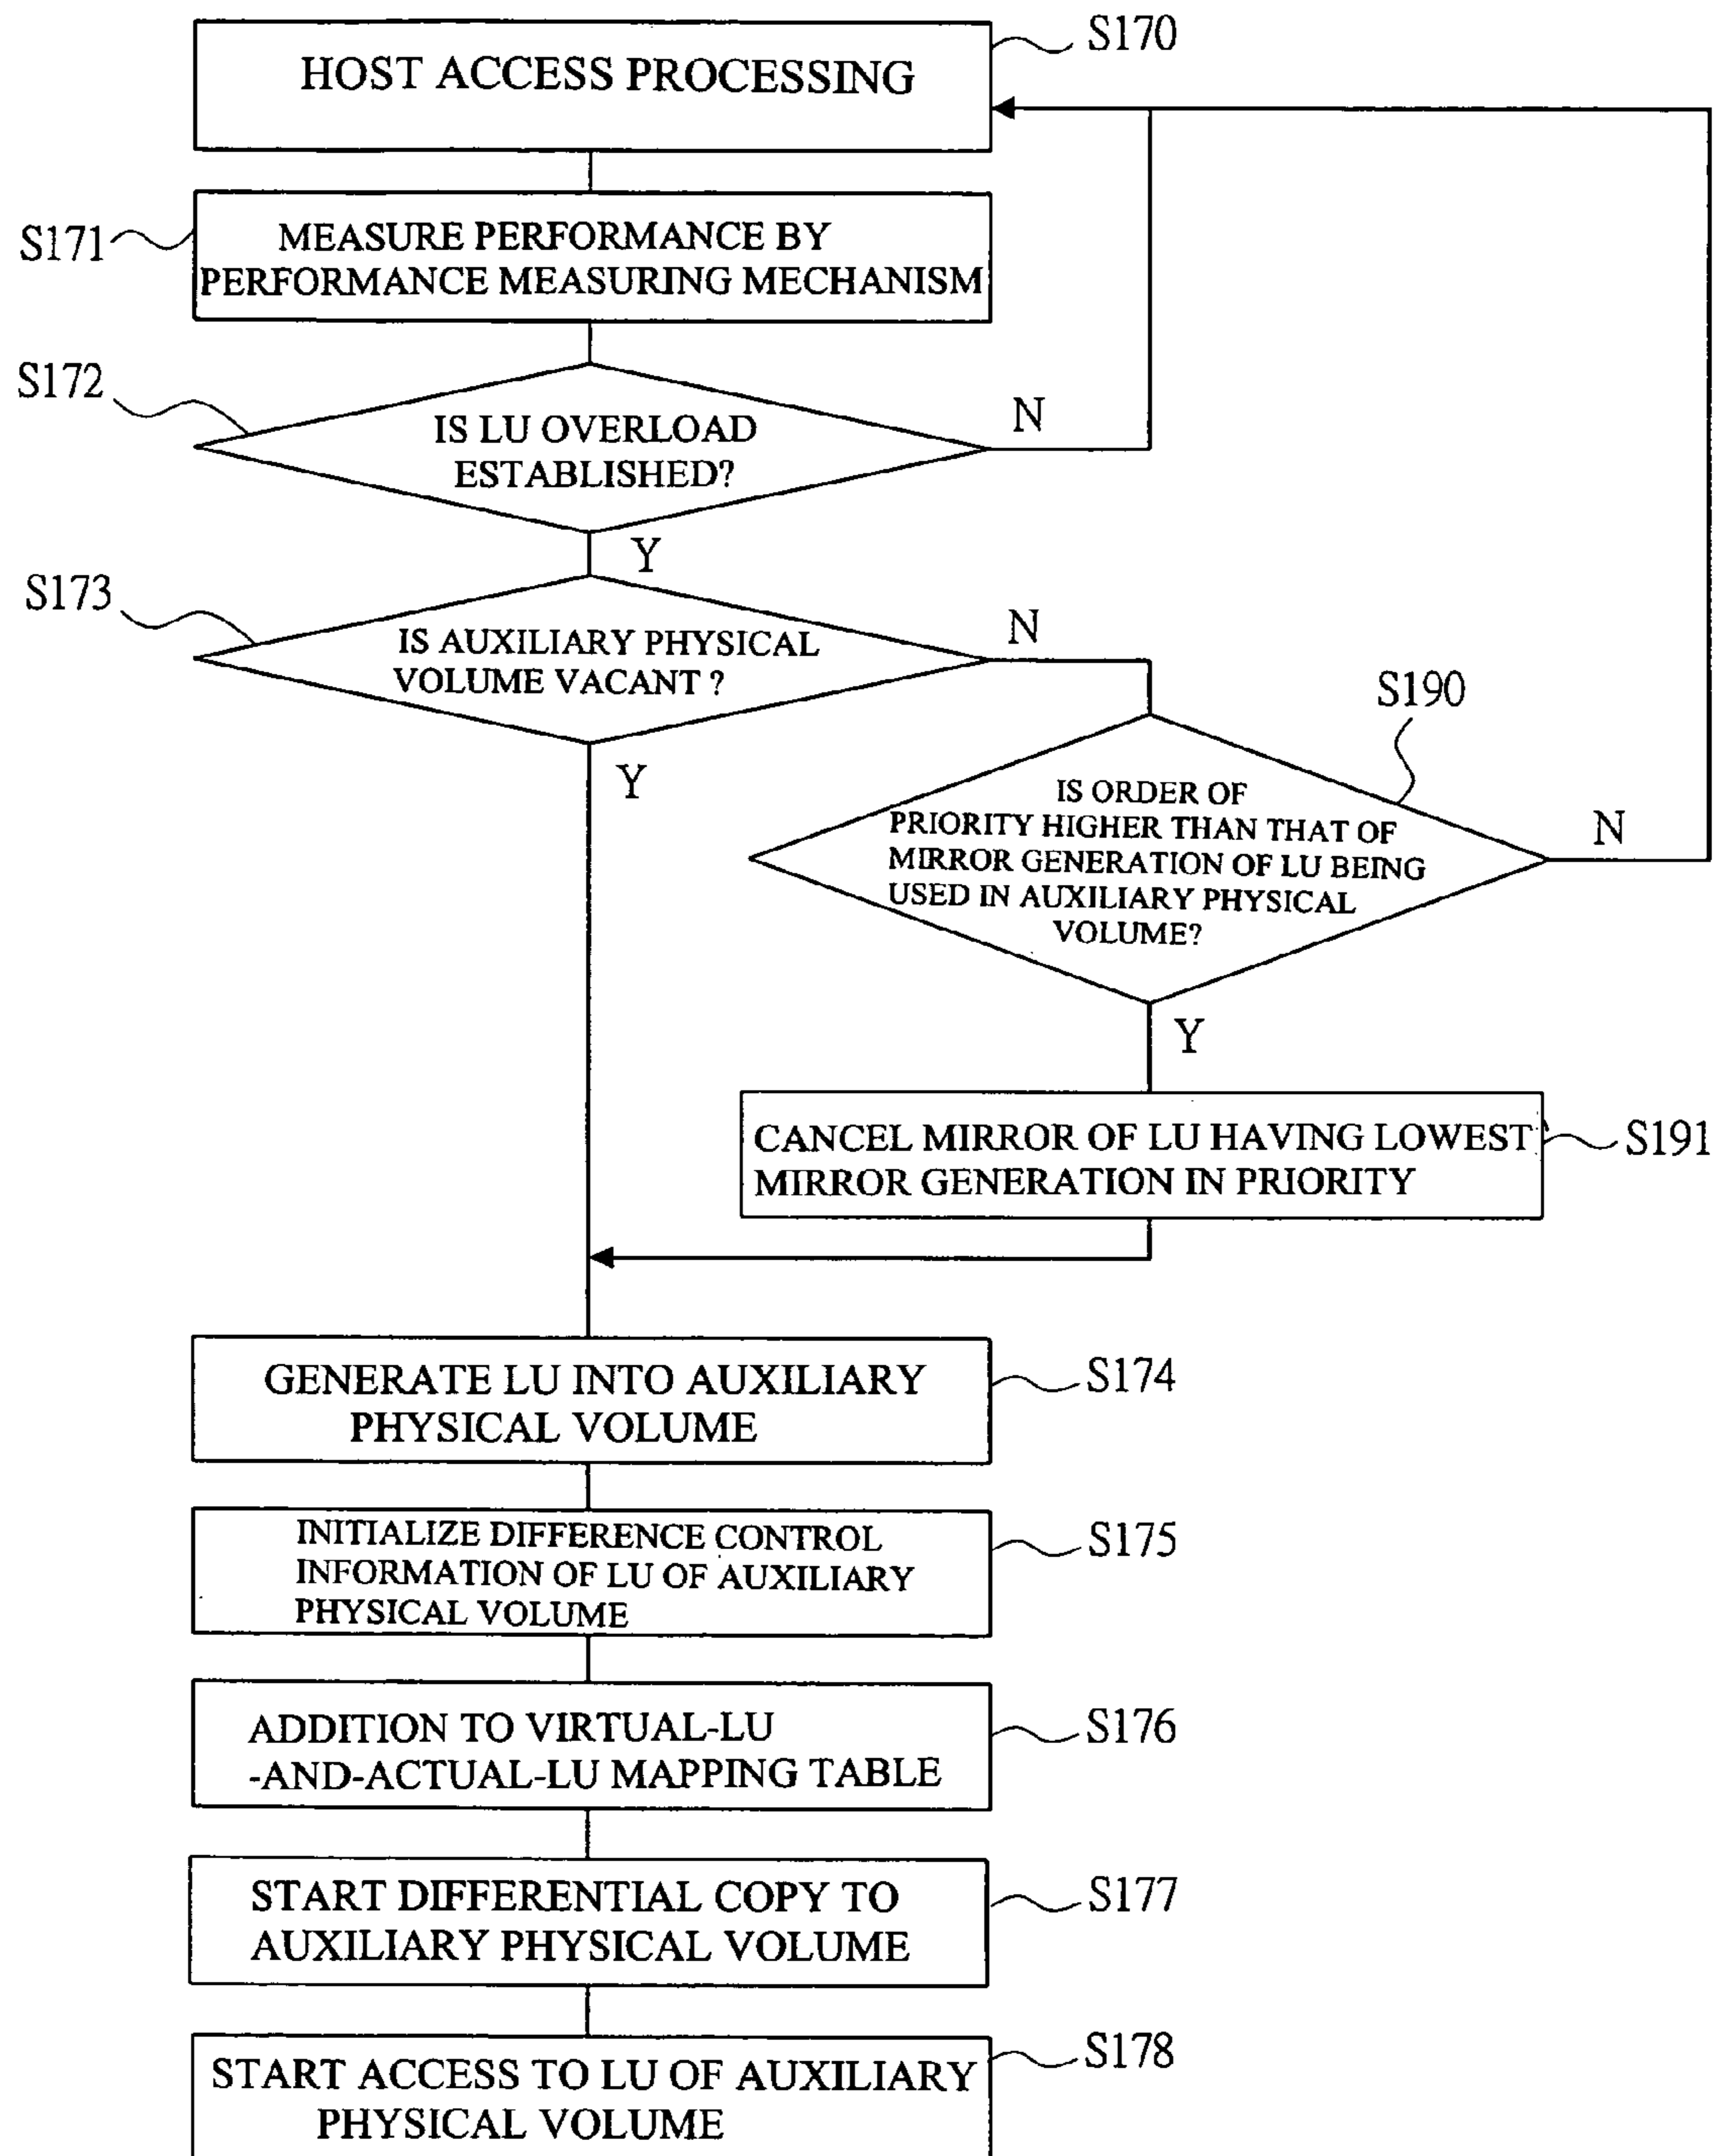 S170
HOST ACCESS PROCESSING
S171
MEASURE PERFORMANCE BY
PERFORMANCE MEASURING MECHANISM
S172
IS LU OVERLOAD
ESTABLISHED?
N
Y
S173
IS AUXILIARY PHYSICAL
VOLUME VACANT ?
N
Y
S190
IS ORDER OF
PRIORITY HIGHER THAN THAT OF
MIRROR GENERATION OF LU BEING
USED IN AUXILIARY PHYSICAL
VOLUME?
N
Y
CANCEL MIRROR OF LU HAVING LOWEST
MIRROR GENERATION IN PRIORITY
S191
GENERATE LU INTO AUXILIARY
PHYSICAL VOLUME
S174
INITIALIZE DIFFERENCE CONTROL
INFORMATION OF LU OF AUXILIARY
PHYSICAL VOLUME
S175
ADDITION TO VIRTUAL-LU
-AND-ACTUAL-LU MAPPING TABLE
S176
START DIFFERENTIAL COPY TO
AUXILIARY PHYSICAL VOLUME
S177
START ACCESS TO LU OF AUXILIARY
PHYSICAL VOLUME
S178